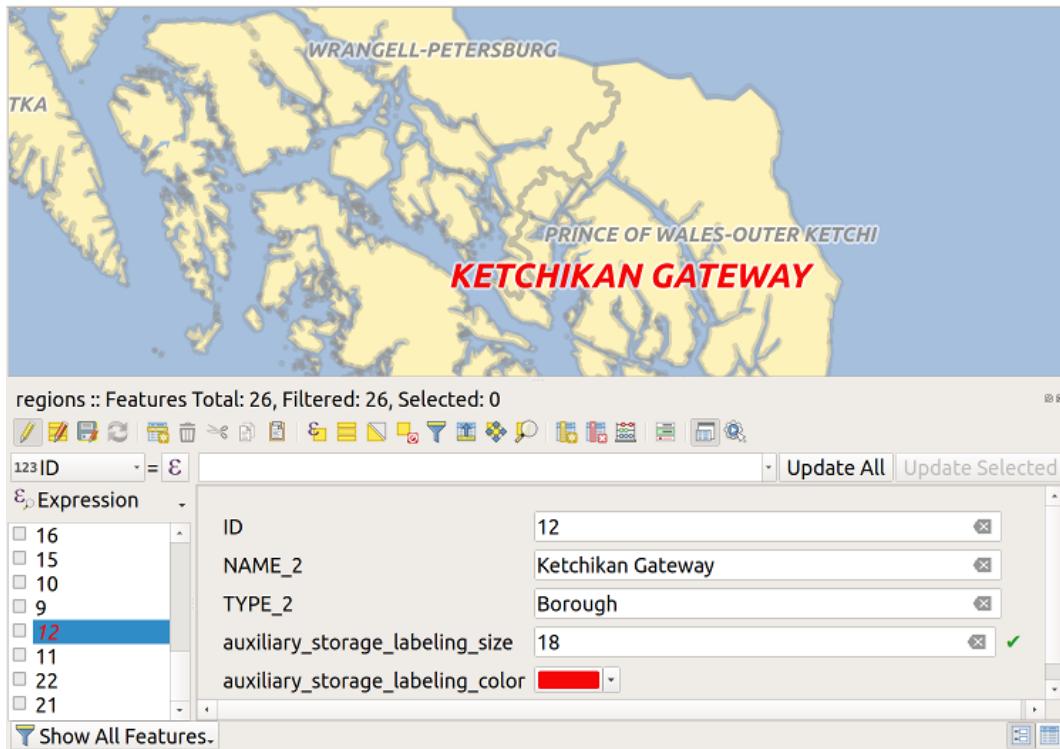 WRANGELL-PETERSBURG
TKA
PRINCE OF WALES-OUTER KETCHI
KETCHIKAN GATEWAY
regions :: Features Total: 26, Filtered: 26, Selected: 0
123 ID = ε Update All Update Selected
Expression
16
15
10
9
12
11
22
21
ID 12
NAME_2 Ketchikan Gateway
TYPE_2 Borough
auxiliary_storage_labeling_size 18
auxiliary_storage_labeling_color
Show All Features